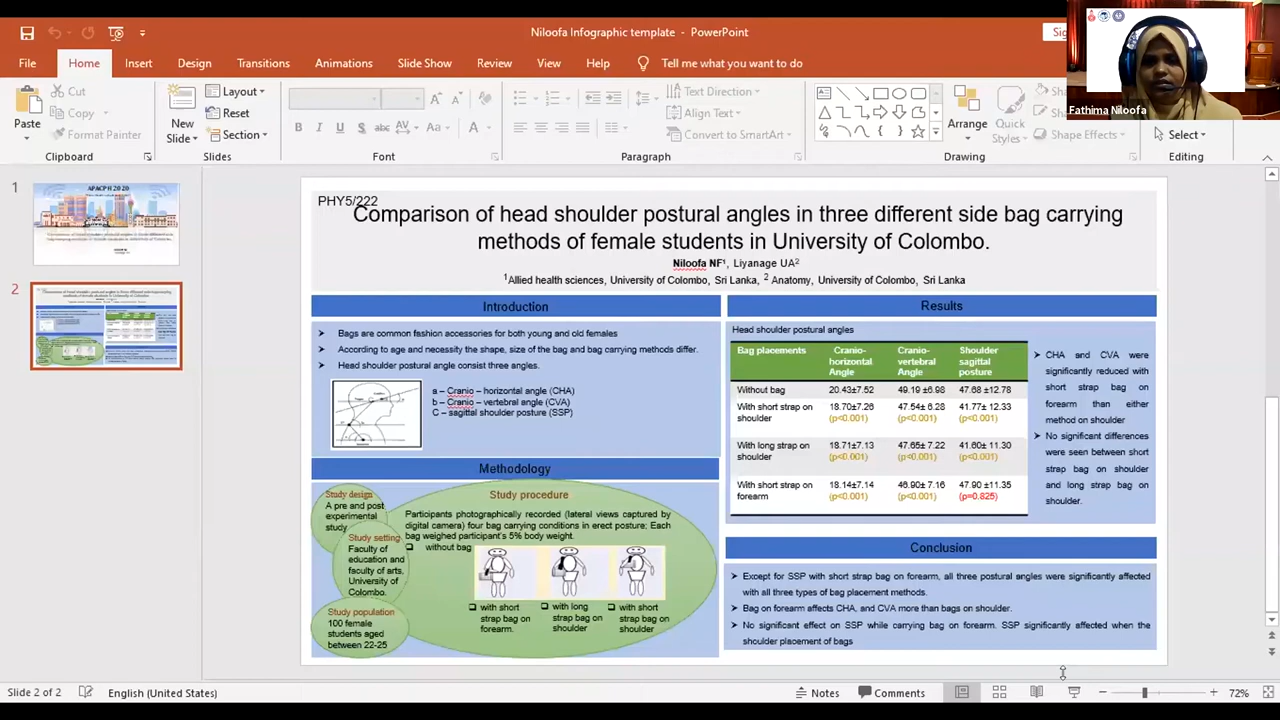 Niloofa Infographic template - PowerPoint
File
Home
Insert
Design
Transitions
Animations
Slide Show
Review
View
Help
Tell me what you want to do
Fathima Niloofa
Paste
Cut
Copy
Format Painter
Clipboard
New
Slide
Layout
Reset
Section
Slides
B I U S abc AV Aa A
Font
Text Direction
Align Text
Convert to SmartArt
Paragraph
Arrange
Quick
Styles
Shape Effects
Drawing
Select
Editing
1
APACPH 2020
2
PHY5/222
Comparison of head shoulder postural angles in three different side bag carrying
methods of female students in University of Colombo.
Niloofa NF1, Liyanage UA2
1Allied health sciences, University of Colombo, Sri Lanka, 2 Anatomy, University of Colombo, Sri Lanka
Introduction
Bags are common fashion accessories for both young and old females
According to age and necessity the shape, size of the bag and bag carrying methods differ.
Head shoulder postural angle consist three angles.
a – Cranio – horizontal angle (CHA)
b – Cranio – vertebral angle (CVA)
C – sagittal shoulder posture (SSP)
Methodology
Study design
A pre and post
experimental
study
Study setting
Faculty of
education and
faculty of arts,
University of
Colombo.
Study population
100 female
students aged
between 22-25
Study procedure
Participants photographically recorded (lateral views captured by
digital camera) four bag carrying conditions in erect posture; Each
bag weighed participant's 5% body weight.
without bag
with short
strap bag on
forearm.
with long
strap bag on
shoulder
with short
strap bag on
shoulder
Results
Head shoulder postural angles
Bag placements Cranio-horizontal Angle Cranio-vertebral Angle Shoulder sagittal posture
Without bag 20.43±7.52 49.19 ±6.98 47.68 ±12.78
With short strap on shoulder 18.70±7.26 (p<0.001) 47.54± 6.28 (p<0.001) 41.77± 12.33 (p<0.001)
With long strap on shoulder 18.71±7.13 (p<0.001) 47.65± 7.22 (p<0.001) 41.60± 11.30 (p<0.001)
With short strap on forearm 18.14±7.14 (p<0.001) 46.90± 7.16 (p<0.001) 47.90 ±11.35 (p=0.825)
CHA and CVA were
significantly reduced with
short strap bag on
forearm than either
method on shoulder
No significant differences
were seen between short
strap bag on shoulder
and long strap bag on
shoulder.
Conclusion
Except for SSP with short strap bag on forearm, all three postural angles were significantly affected
with all three types of bag placement methods.
Bag on forearm affects CHA, and CVA more than bags on shoulder.
No significant effect on SSP while carrying bag on forearm. SSP significantly affected when the
shoulder placement of bags
Slide 2 of 2
English (United States)
Notes
Comments
72%